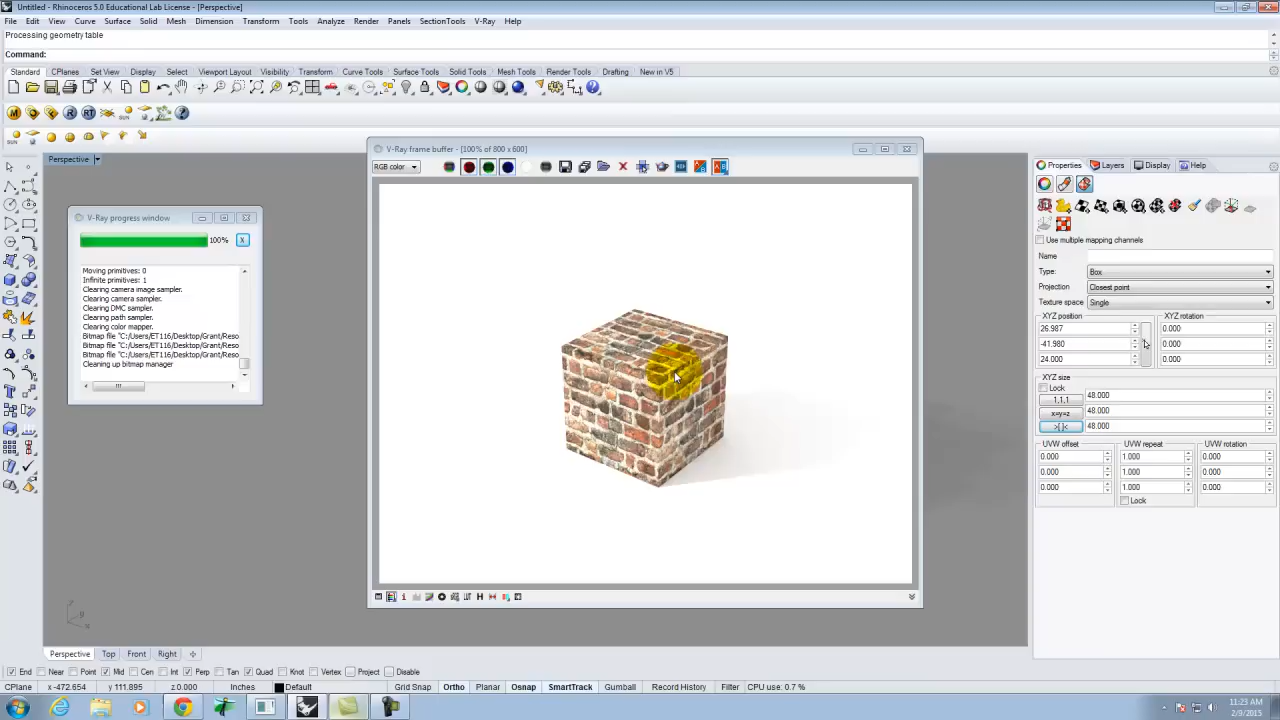 Untitled - Rhinoceros 5.0 Educational Lab License - [Perspective]
File Edit View Curve Surface Solid Mesh Dimension Transform Tools Analyze Render Panels SectionTools V-Ray Help
Processing geometry table
Command:
Standard CPlanes Set View Display Select Viewport Layout Visibility Transform Curve Tools Surface Tools Solid Tools Mesh Tools Render Tools Drafting New in V5
Perspective
V-Ray frame buffer - [100% of 800 x 600]
RGB color
Properties Layers Display Help
V-Ray progress window
100%
Moving primitives: 0
Infinite primitives: 1
Clearing camera image sampler.
Clearing camera sampler.
Clearing DMC sampler.
Clearing path sampler.
Clearing color mapper.
Bitmap file "C:/Users/ET116/Desktop/Grant/Reso
Bitmap file "C:/Users/ET116/Desktop/Grant/Reso
Bitmap file "C:/Users/ET116/Desktop/Grant/Reso
Cleaning up bitmap manager
Use multiple mapping channels
Name
Type: Box
Projection Closest point
Texture space Single
XYZ position XYZ rotation
26.987 0.000
-41.980 0.000
24.000 0.000
XYZ size
Lock
1,1,1 48.000
x=y=z 48.000
>[ ]< 48.000
UVW offset UVW repeat UVW rotation
0.000 1.000 0.000
0.000 1.000 0.000
0.000 1.000 0.000
Lock
Perspective Top Front Right
End Near Point Mid Cen Int Perp Tan Quad Knot Vertex Project Disable
CPlane x -472.654 y 111.895 z 0.000 Inches Default Grid Snap Ortho Planar Osnap SmartTrack Gumball Record History Filter CPU use: 0.7 %
11:23 AM
2/9/2015